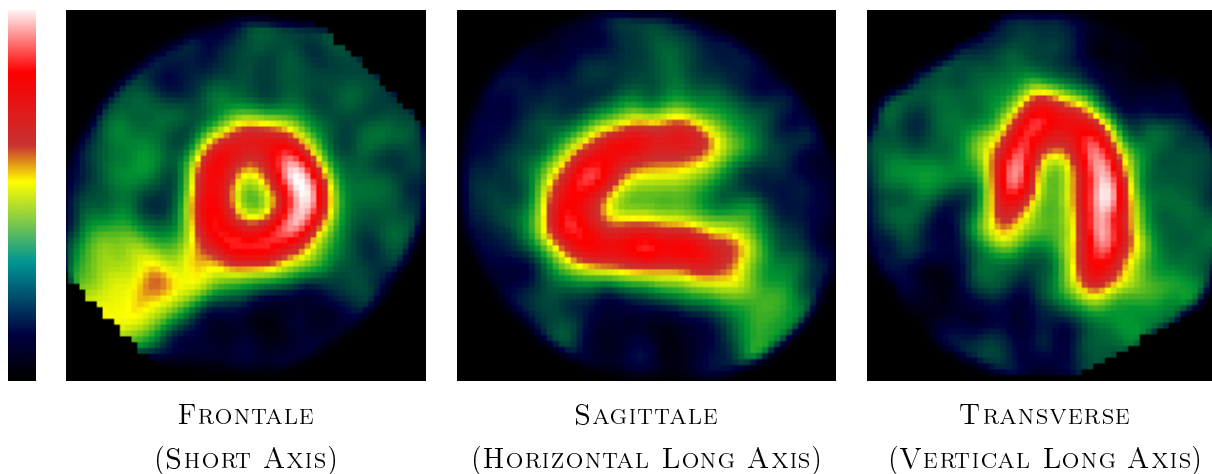 Frontale
(Short Axis)
Sagittale
(Horizontal Long Axis)
Transverse
(Vertical Long Axis)